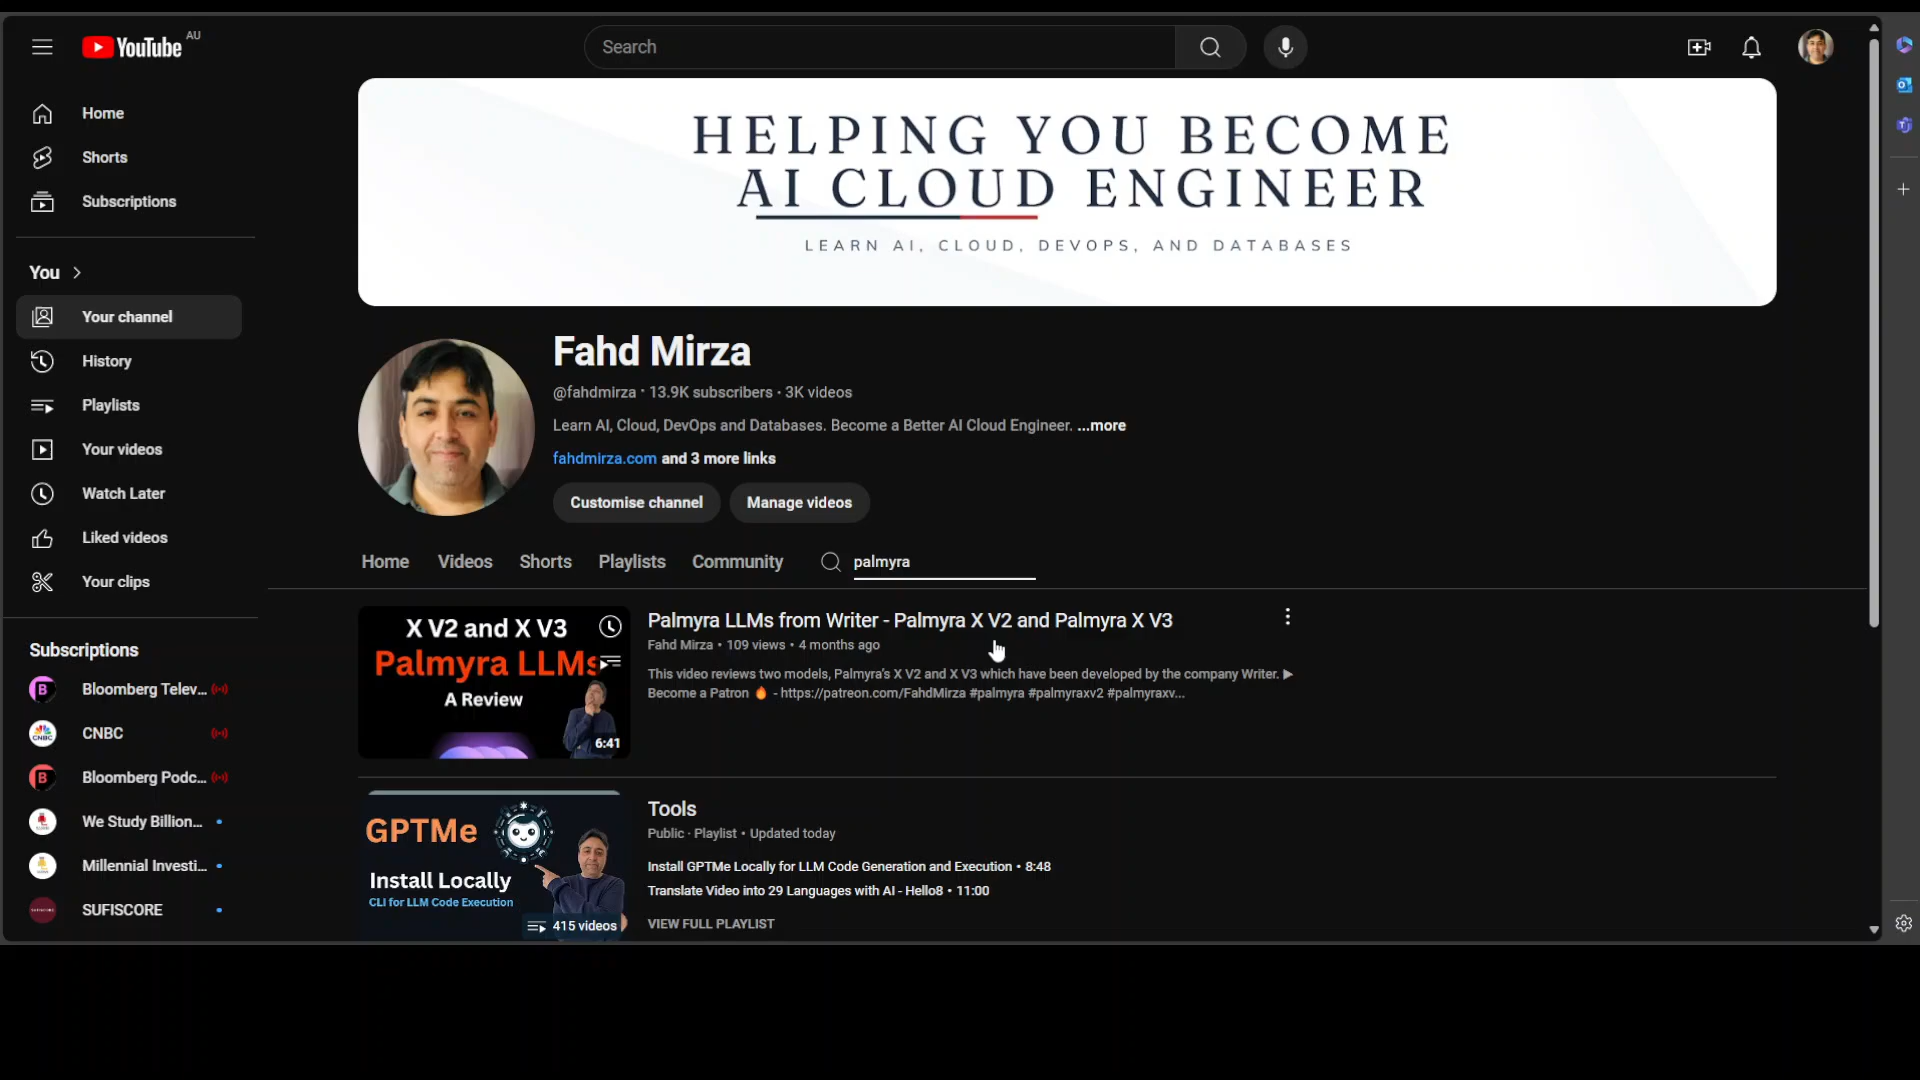 YouTube AU
Search
Home
Shorts
Subscriptions
You
Your channel
History
Playlists
Your videos
Watch Later
Liked videos
Your clips
Subscriptions
Bloomberg Telev...
CNBC
Bloomberg Podc...
We Study Billion...
Millennial Investi...
SUFISCORE
HELPING YOU BECOME
AI CLOUD ENGINEER
LEARN AI, CLOUD, DEVOPS, AND DATABASES
Fahd Mirza
@fahdmirza · 13.9K subscribers · 3K videos
Learn AI, Cloud, DevOps and Databases. Become a Better AI Cloud Engineer. ...more
fahdmirza.com and 3 more links
Customise channel Manage videos
Home Videos Shorts Playlists Community palmyra
X V2 and X V3
Palmyra LLMs
A Review
6:41
Palmyra LLMs from Writer - Palmyra X V2 and Palmyra X V3
Fahd Mirza • 109 views • 4 months ago
This video reviews two models, Palmyra's X V2 and X V3 which have been developed by the company Writer. ▶
Become a Patron 🔥 - https://patreon.com/FahdMirza #palmyra #palmyraxv2 #palmyraxv...
GPTMe
Install Locally
CLI for LLM Code Execution
415 videos
Tools
Public · Playlist • Updated today
Install GPTMe Locally for LLM Code Generation and Execution • 8:48
Translate Video into 29 Languages with AI - Hello8 • 11:00
VIEW FULL PLAYLIST